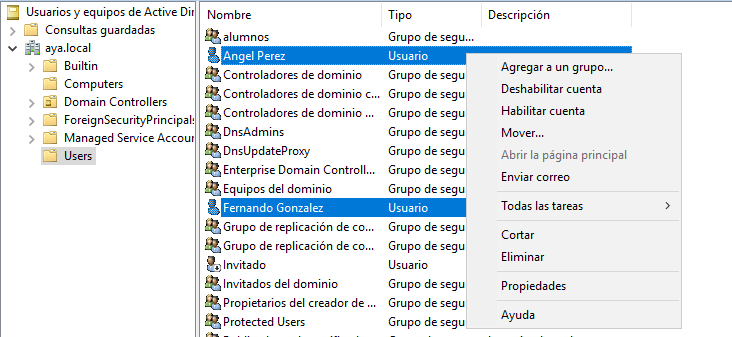 Usuarios y equipos de Active Dir
Consultas guardadas
aya.local
Builtin
Computers
Domain Controllers
ForeignSecurityPrincipals
Managed Service Accour
Users
Nombre Tipo Descripción
alumnos Grupo de segu...
Angel Perez Usuario
Controladores de dominio Grupo de segu
Controladores de dominio c... Grupo de segu
Controladores de dominio ... Grupo de segu
DnsAdmins Grupo de segu
DnsUpdateProxy Grupo de segu
Enterprise Domain Controll... Grupo de segu
Equipos del dominio Grupo de segu
Fernando Gonzalez Usuario
Grupo de replicación de co... Grupo de segu
Grupo de replicación de co... Grupo de segu
Invitado Usuario
Invitados del dominio Grupo de segu
Propietarios del creador de ... Grupo de segu
Protected Users Grupo de segu
Agregar a un grupo...
Deshabilitar cuenta
Habilitar cuenta
Mover...
Abrir la página principal
Enviar correo
Todas las tareas
Cortar
Eliminar
Propiedades
Ayuda